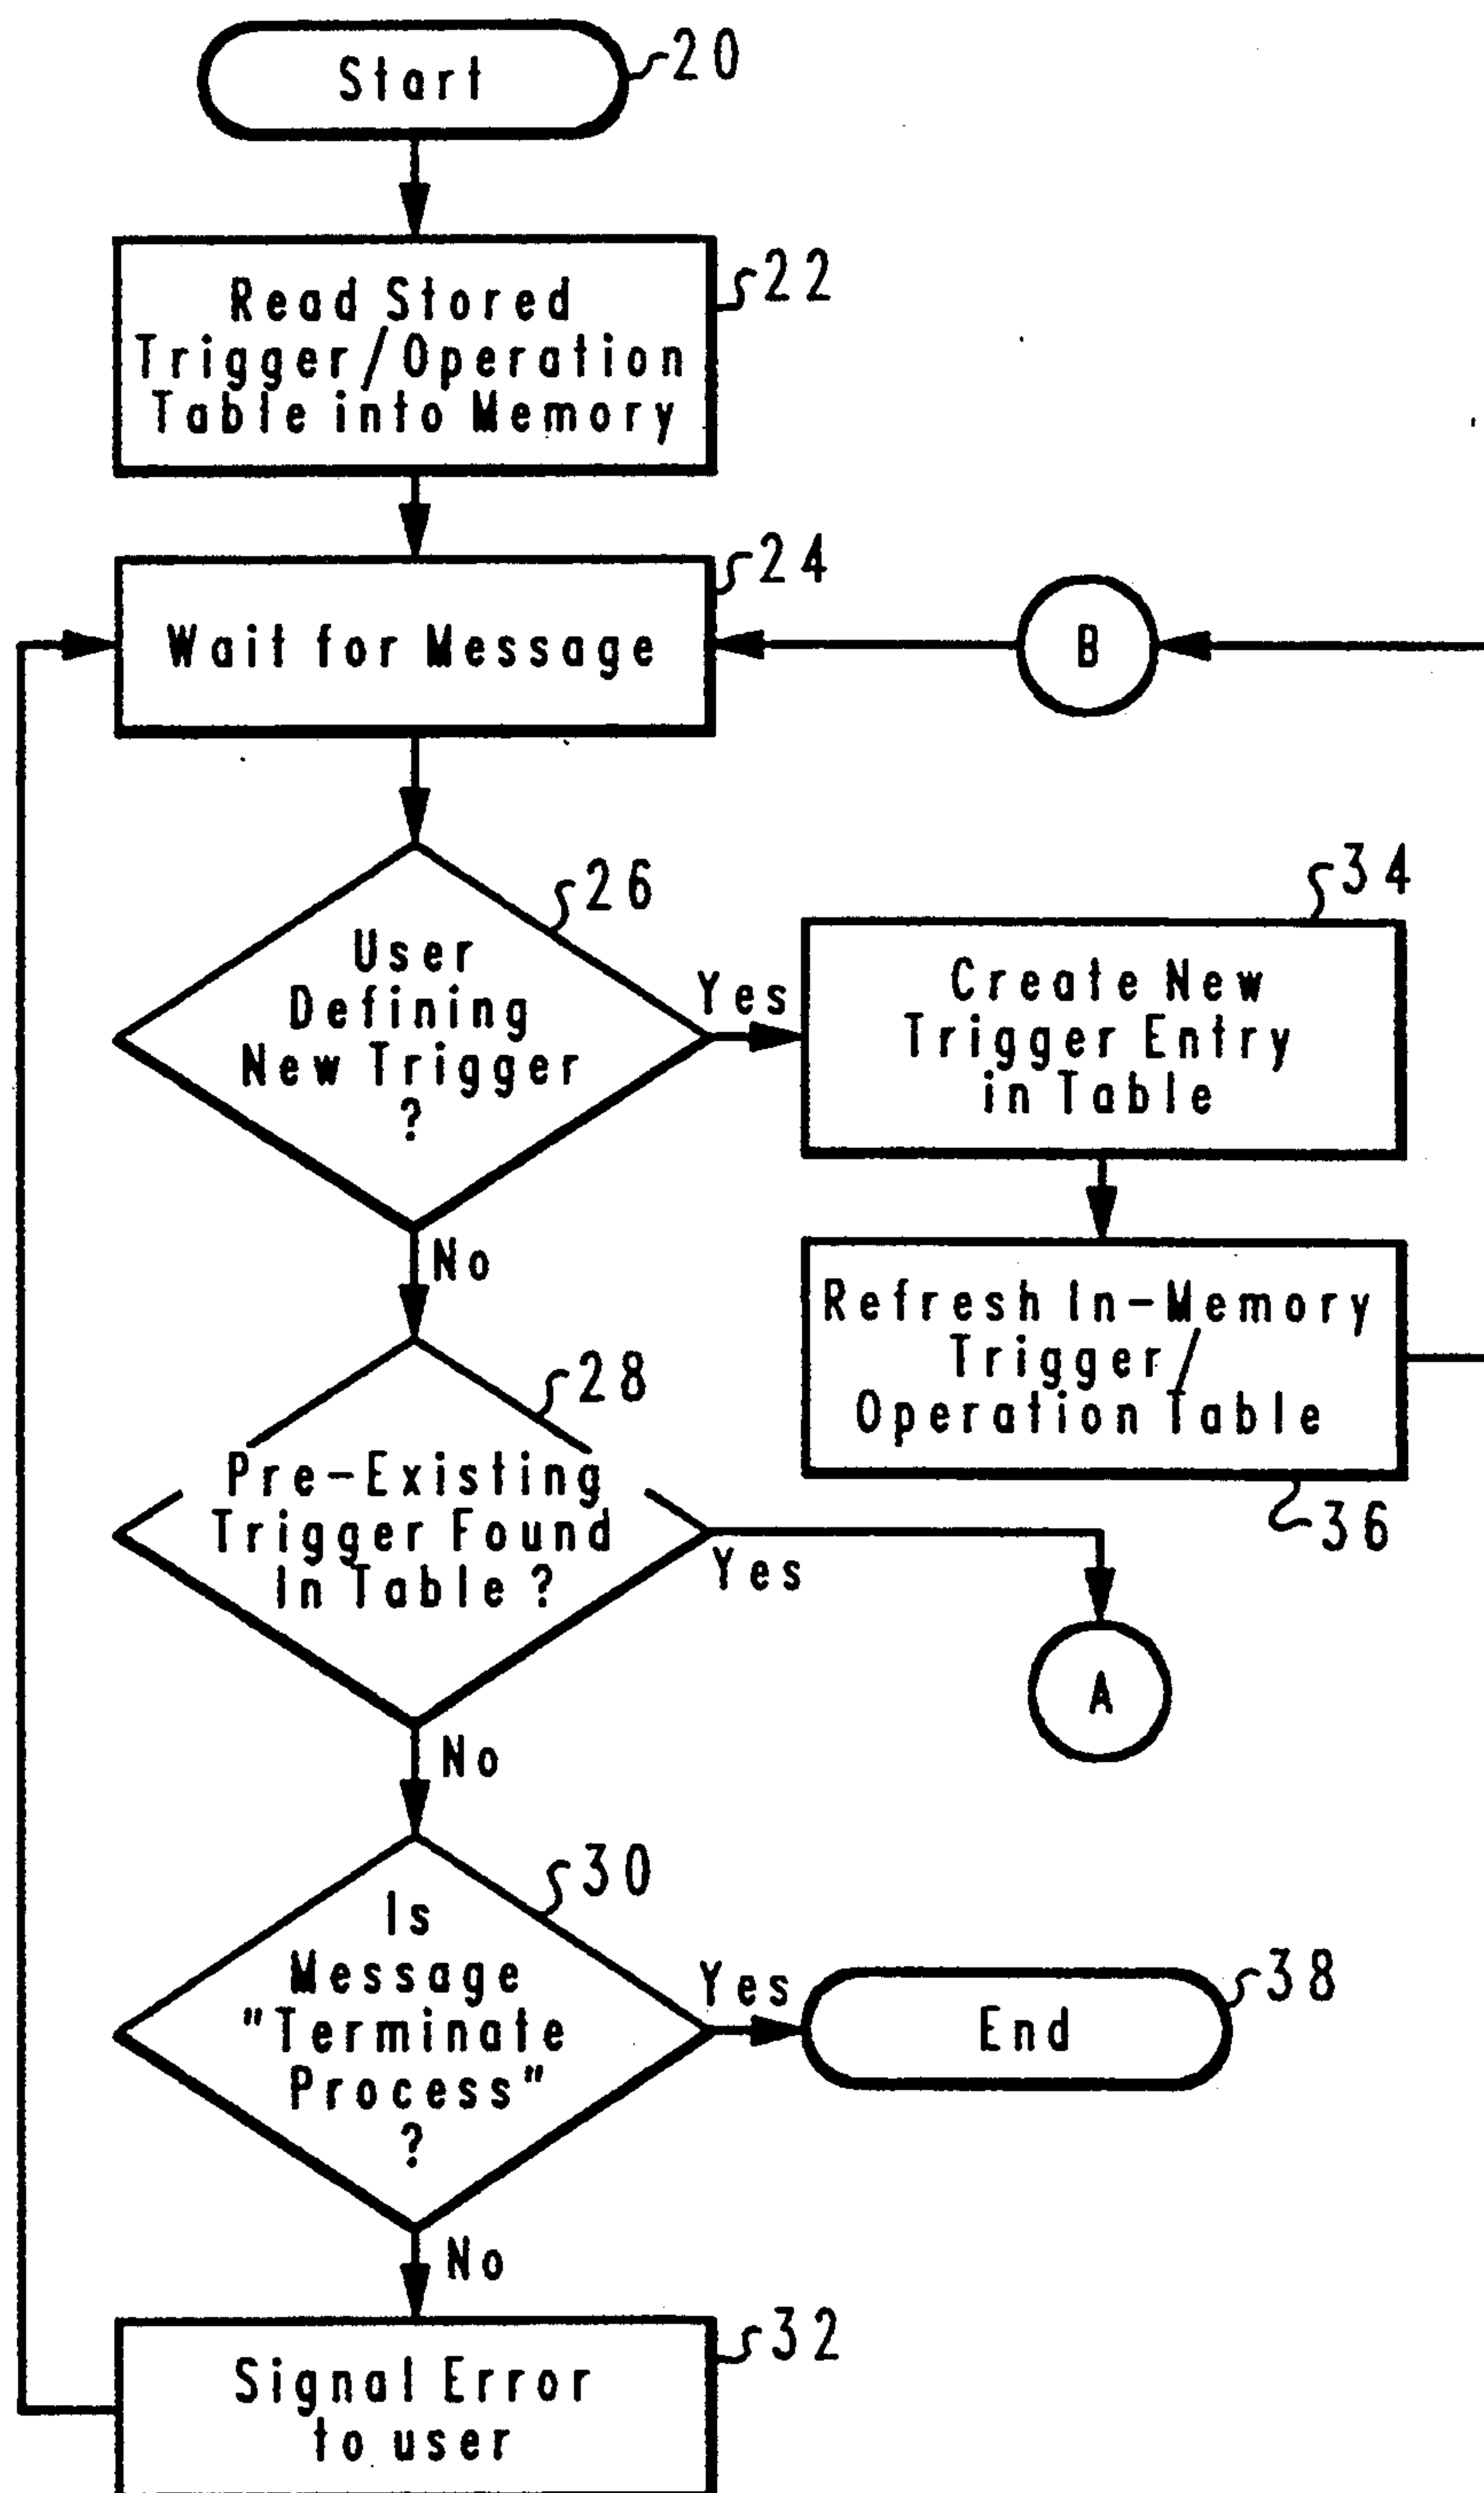 Start
20
Read Stored
Trigger/Operation
Table into Memory
22
Wait for Message
24
B
User
Defining
New Trigger
?
26
Yes
No
Create New
Trigger Entry
in Table
34
Refresh In-Memory
Trigger/
Operation Table
36
Pre-Existing
Trigger Found
In Table?
28
Yes
No
A
Is
Message
"Terminate
Process"
?
30
Yes
No
End
38
Signal Error
to user
32